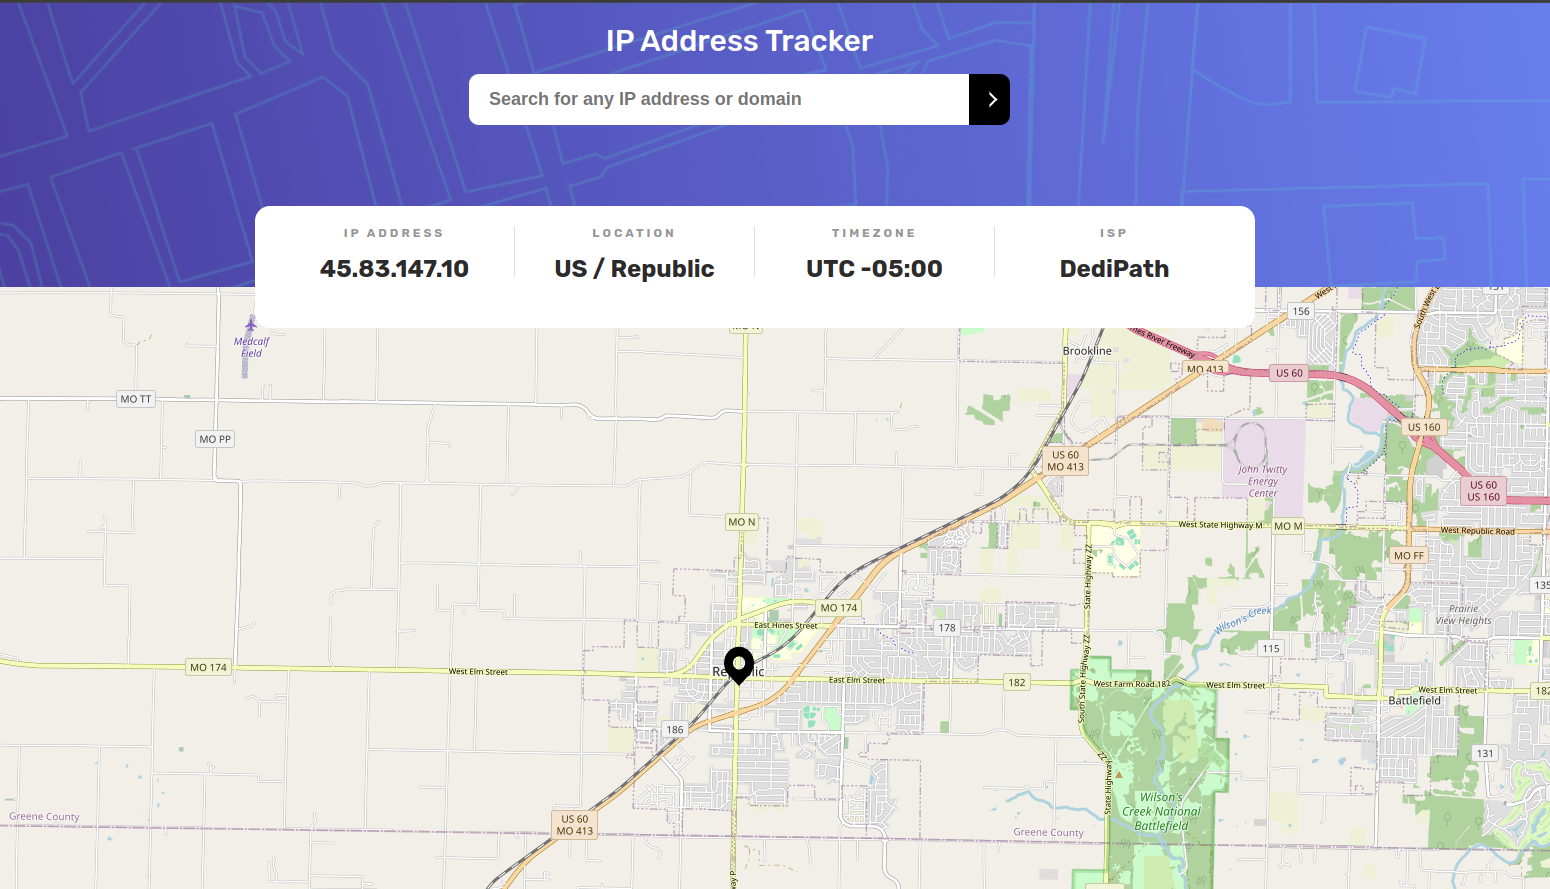 IP Address Tracker
Search for any IP address or domain
IP ADDRESS
45.83.147.10
LOCATION
US / Republic
TIMEZONE
UTC -05:00
ISP
DediPath
West
South West
156
Medcalf
Field
River Freeway
Brookline
MO 413
US 60
MO TT
US 160
MO PP
US 60
MO 413
John Twitty
Energy
Center
US 60
US 160
MO N
West State Highway M
MO M
West Republic Road
MO FF
State Highway ZZ
135
MO 174
Wilson's Creek
Prairie
View Heights
East Hines Street
178
115
South State Highway ZZ
MO 174
West Elm Street
East Elm Street
182
West Farm Road 182
West Elm Street
West Elm Street
182
Battlefield
186
131
ZZ
State Highway
Wilson's
Creek National
Battlefield
Greene County
US 60
MO 413
Greene County
way P